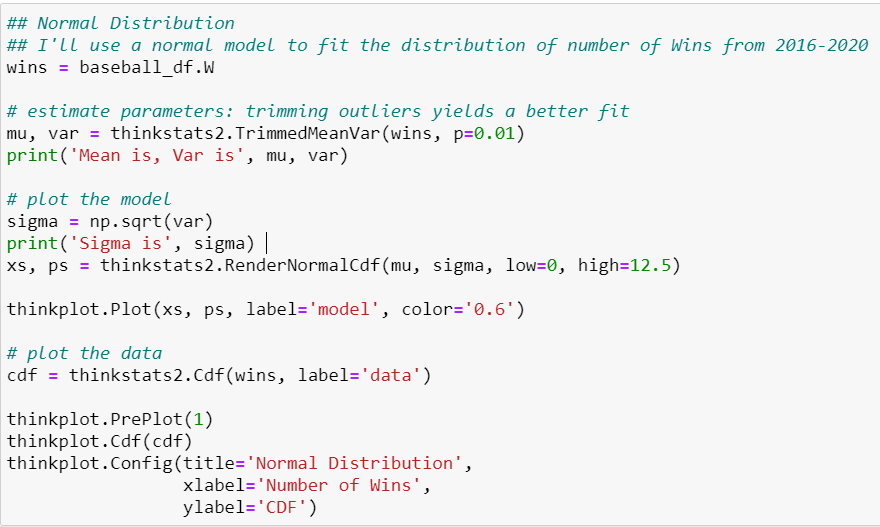 ## Normal Distribution
## I'll use a normal model to fit the distribution of number of Wins from 2016-2020
wins = baseball_df.W
# estimate parameters: trimming outliers yields a better fit
mu, var = thinkstats2.TrimmedMeanVar(wins, p=0.01)
print('Mean is, Var is', mu, var)
# plot the model
sigma = np.sqrt(var)
print('Sigma is', sigma)
xs, ps = thinkstats2.RenderNormalCdf(mu, sigma, low=0, high=12.5)
thinkplot.Plot(xs, ps, label='model', color='0.6')
# plot the data
cdf = thinkstats2.Cdf(wins, label='data')
thinkplot.PrePlot(1)
thinkplot.Cdf(cdf)
thinkplot.Config(title='Normal Distribution',
xlabel='Number of Wins',
ylabel='CDF')